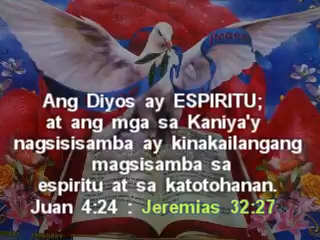 Ang Diyos ay ESPIRITU;
at ang mga sa Kaniya'y
nagsisisamba ay kinakailangang
magsisamba sa
espiritu at sa katotohanan.
Juan 4:24 : Jeremias 32:27